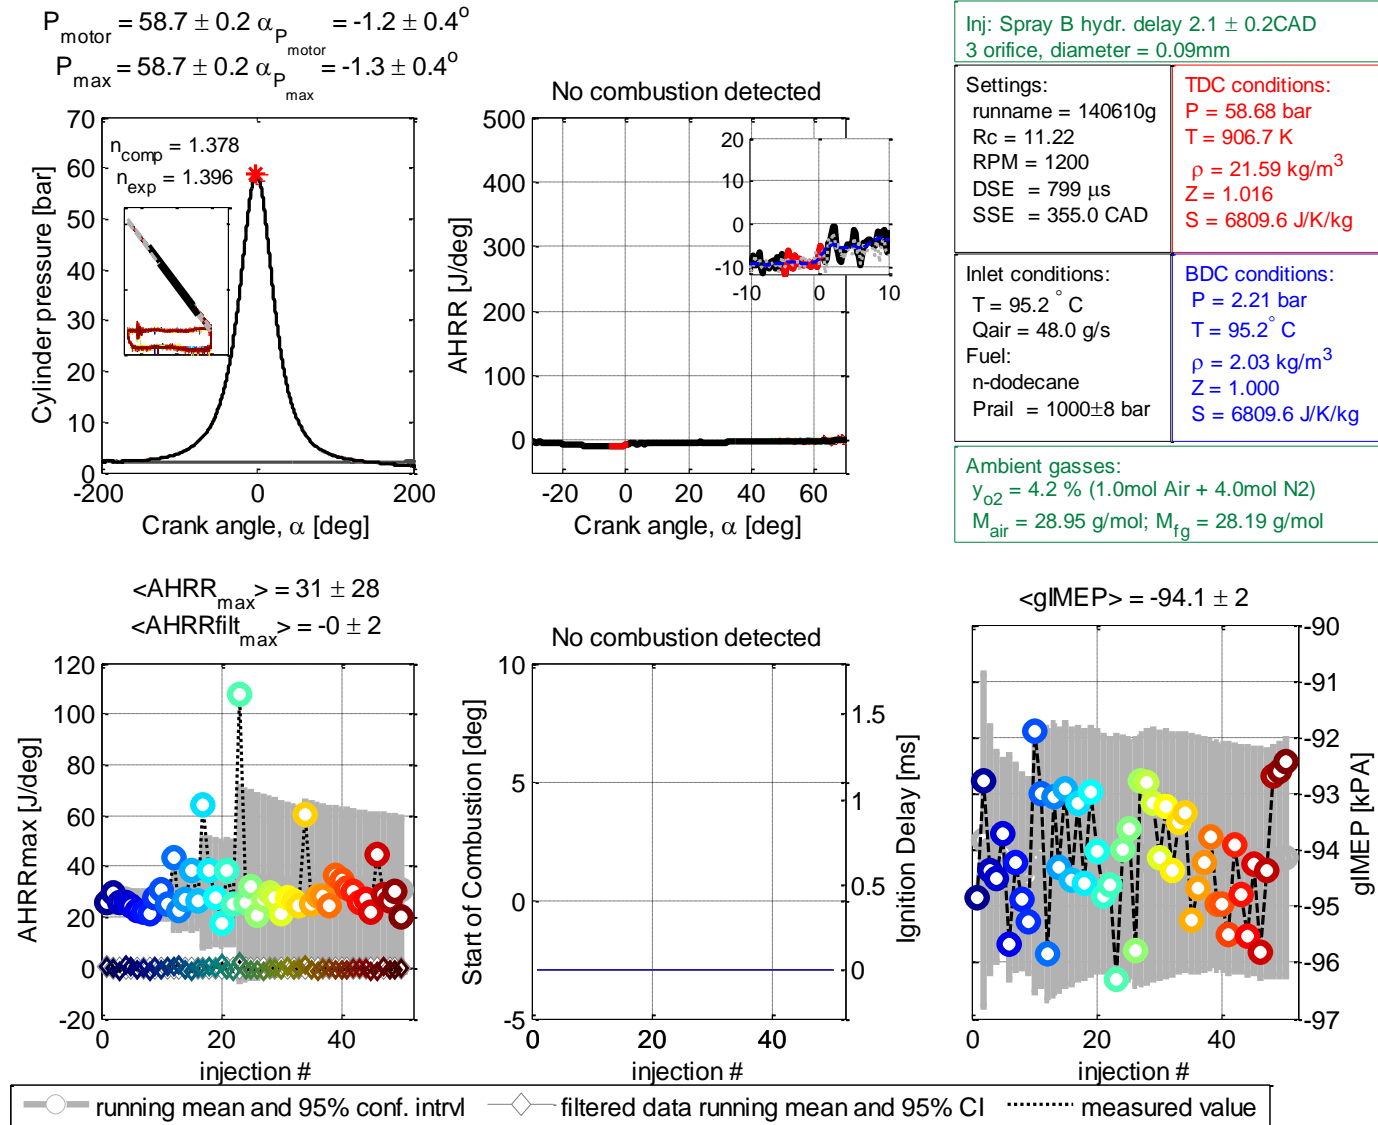 P_motor = 58.7 ± 0.2 α_P_motor = -1.2 ± 0.4°
P_max = 58.7 ± 0.2 α_P_max = -1.3 ± 0.4°
n_comp = 1.378
n_exp = 1.396
Cylinder pressure [bar]
70
60
50
40
30
20
10
0
-200
0
200
Crank angle, α [deg]
No combustion detected
AHRR [J/deg]
500
400
300
200
100
0
-20
0
20
40
60
Crank angle, α [deg]
20
10
0
-10
-10
0
10
Inj: Spray B hydr. delay 2.1 ± 0.2CAD
3 orifice, diameter = 0.09mm
Settings:
runname = 140610g
Rc = 11.22
RPM = 1200
DSE = 799 μs
SSE = 355.0 CAD
TDC conditions:
P = 58.68 bar
T = 906.7 K
ρ = 21.59 kg/m³
Z = 1.016
S = 6809.6 J/K/kg
Inlet conditions:
T = 95.2 °C
Qair = 48.0 g/s
Fuel:
n-dodecane
Prail = 1000±8 bar
BDC conditions:
P = 2.21 bar
T = 95.2° C
ρ = 2.03 kg/m³
Z = 1.000
S = 6809.6 J/K/kg
Ambient gasses:
y_o2 = 4.2 % (1.0mol Air + 4.0mol N2)
M_air = 28.95 g/mol; M_fg = 28.19 g/mol
<AHRR_max> = 31 ± 28
<AHRRfilt_max> = -0 ± 2
AHRRmax [J/deg]
120
100
80
60
40
20
0
-20
0
20
40
injection #
No combustion detected
Start of Combustion [deg]
10
5
0
-5
0
20
40
injection #
1.5
1
0.5
0
Ignition Delay [ms]
<gIMEP> = -94.1 ± 2
-90
-91
-92
-93
-94
-95
-96
-97
gIMEP [kPA]
0
20
40
injection #
running mean and 95% conf. intrvl
filtered data running mean and 95% CI
measured value